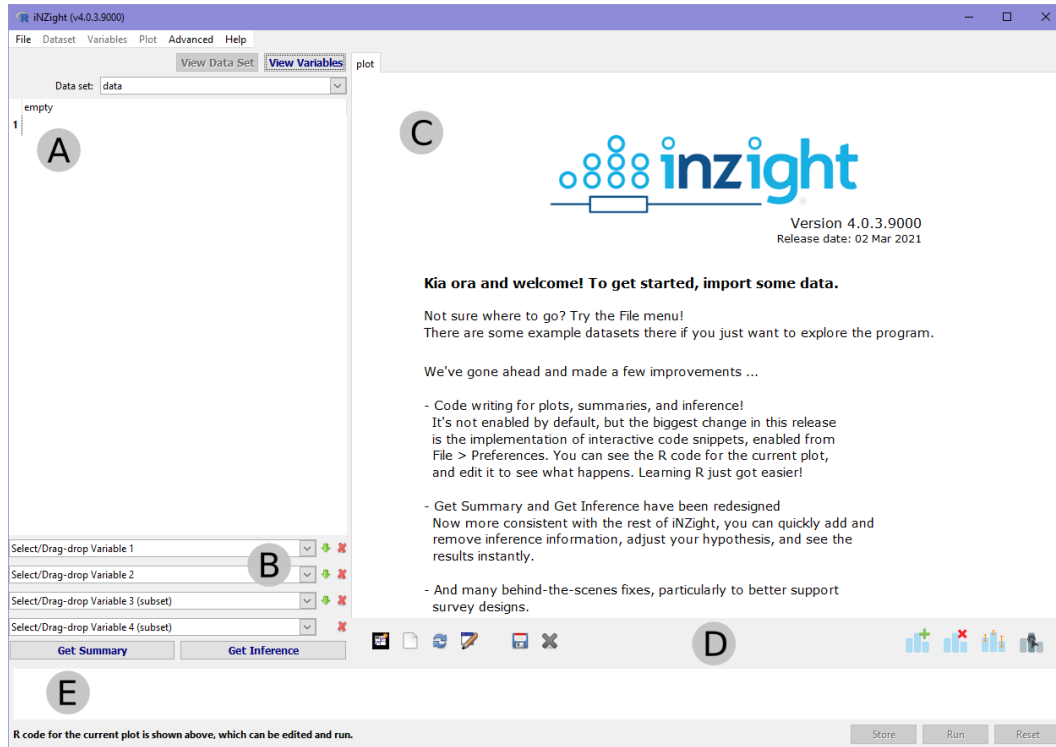 iNZight (v4.0.3.9000)
File Dataset Variables Plot Advanced Help
View Data Set View Variables
plot
Data set: data
empty
1
A
C
inzight
Version 4.0.3.9000
Release date: 02 Mar 2021
Kia ora and welcome! To get started, import some data.
Not sure where to go? Try the File menu!
There are some example datasets there if you just want to explore the program.
We've gone ahead and made a few improvements ...
- Code writing for plots, summaries, and inference!
It's not enabled by default, but the biggest change in this release
is the implementation of interactive code snippets, enabled from
File > Preferences. You can see the R code for the current plot,
and edit it to see what happens. Learning R just got easier!
- Get Summary and Get Inference have been redesigned
Now more consistent with the rest of iNZight, you can quickly add and
remove inference information, adjust your hypothesis, and see the
results instantly.
- And many behind-the-scenes fixes, particularly to better support
survey designs.
Select/Drag-drop Variable 1
B
Select/Drag-drop Variable 2
Select/Drag-drop Variable 3 (subset)
Select/Drag-drop Variable 4 (subset)
Get Summary Get Inference
D
E
R code for the current plot is shown above, which can be edited and run.
Store Run Reset